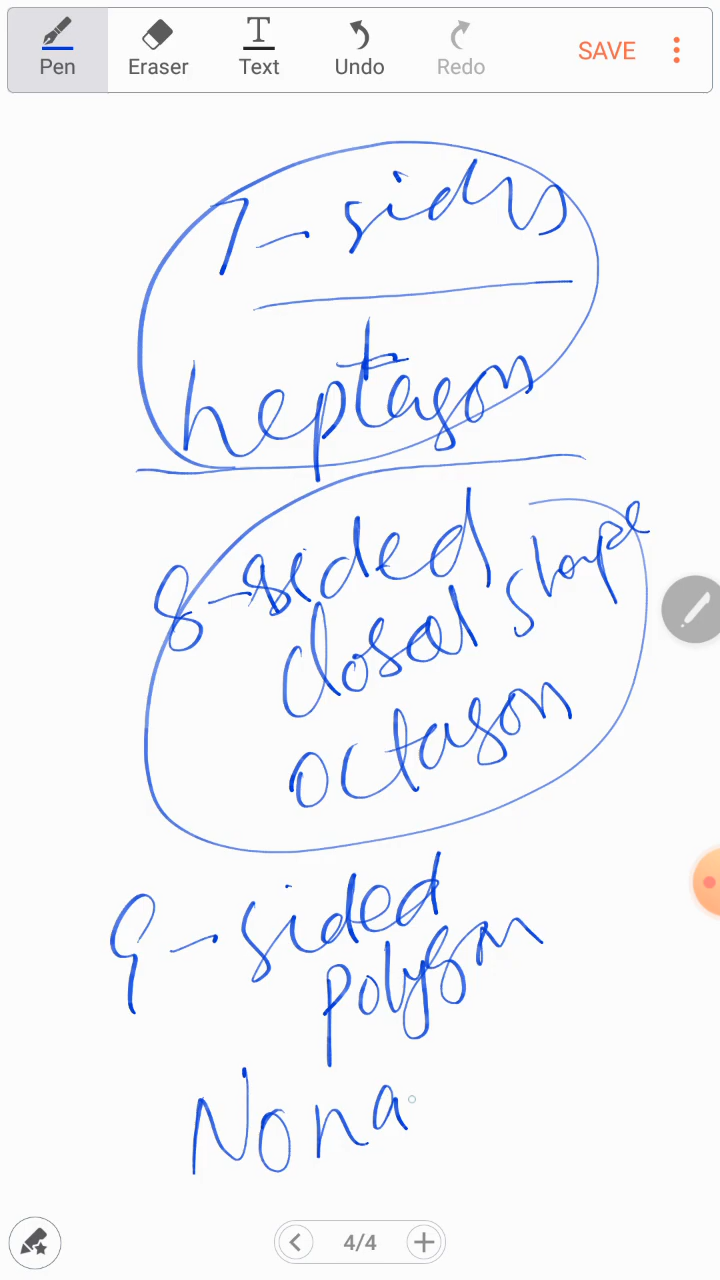 Pen Eraser Text Undo Redo SAVE
7- sides
heptagon
8-sided
closed shape
octagon
9-sided
polygon
Nona
4/4